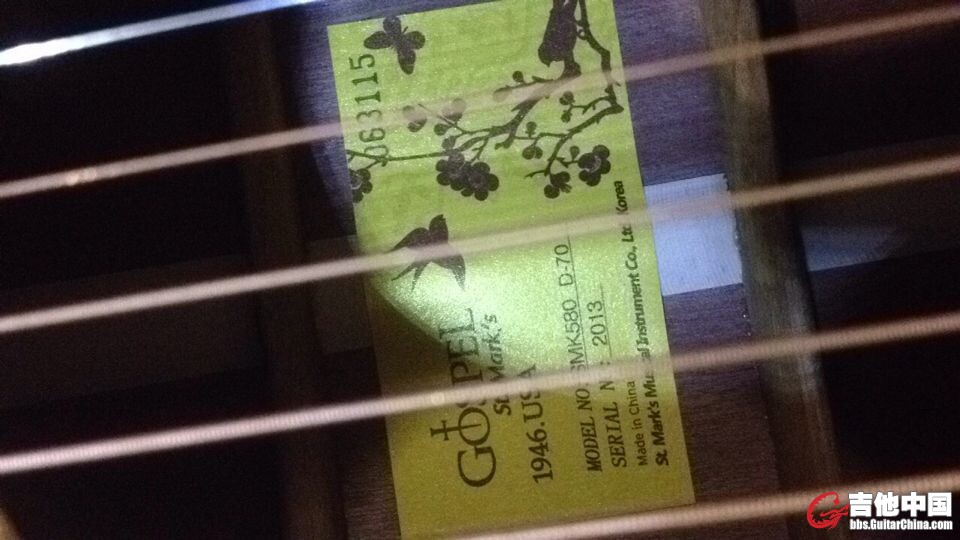 063115
GOSPEL
St. Mark's
1946.USA
MODEL NO. SMK580 D-70
SERIAL N : 2013
Made in China
St. Mark's Musical Instrument Co., Ltd Korea
吉他中国
bbs.GuitarChina.com